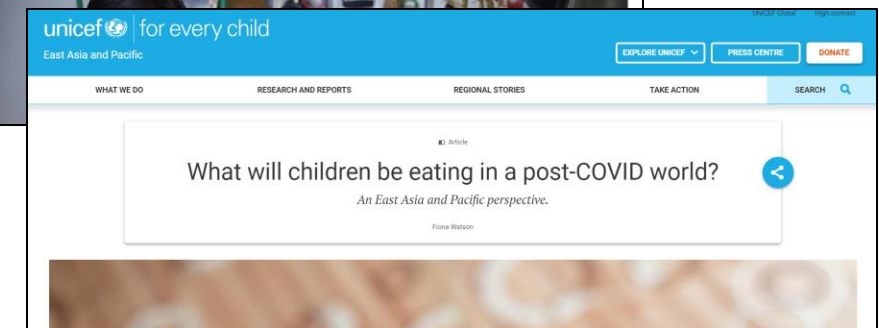 UNICEF Global High contrast
unicef for every child
East Asia and Pacific
EXPLORE UNICEF PRESS CENTRE DONATE
WHAT WE DO RESEARCH AND REPORTS REGIONAL STORIES TAKE ACTION SEARCH
Article
What will children be eating in a post-COVID world?
An East Asia and Pacific perspective.
Fiona Watson